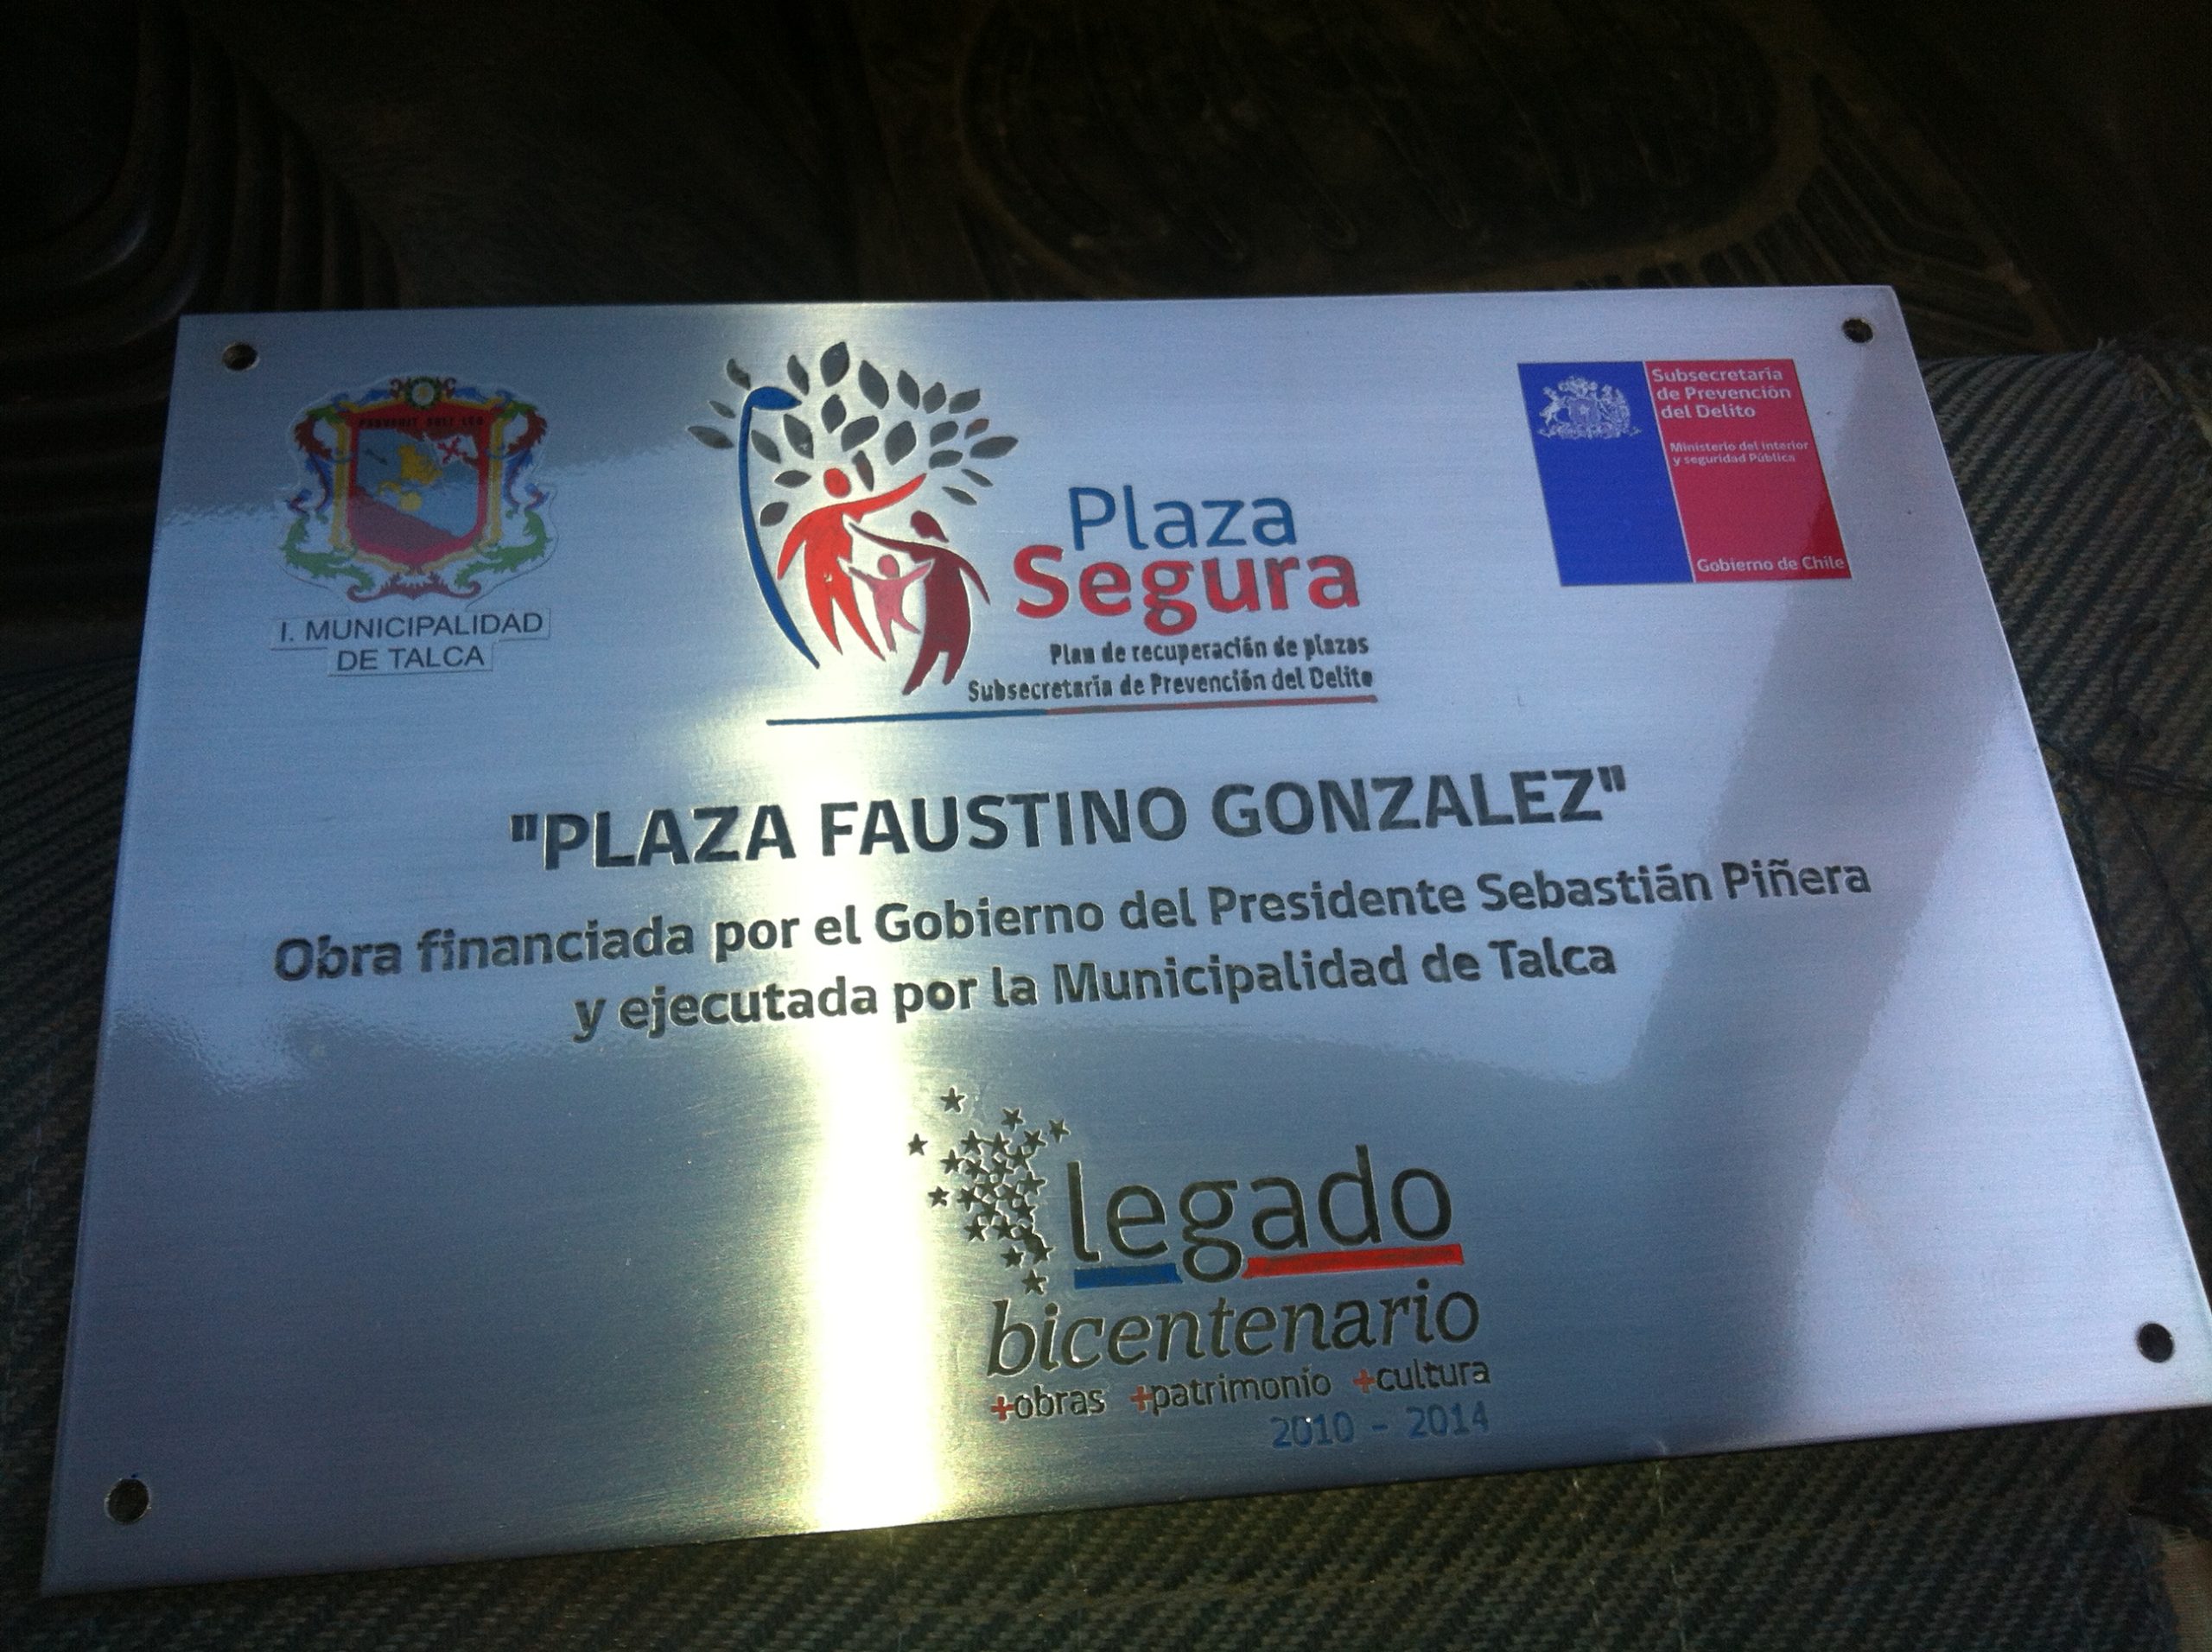 I. MUNICIPALIDAD
DE TALCA
Plaza
Segura
Plan de recuperación de plazas
Subsecretaría de Prevención del Delito
Subsecretaría
de Prevención
del Delito
Ministerio del Interior
y seguridad Pública
Gobierno de Chile
"PLAZA FAUSTINO GONZALEZ"
Obra financiada por el Gobierno del Presidente Sebastián Piñera
y ejecutada por la Municipalidad de Talca
legado
bicentenario
+obras +patrimonio +cultura
2010 - 2014